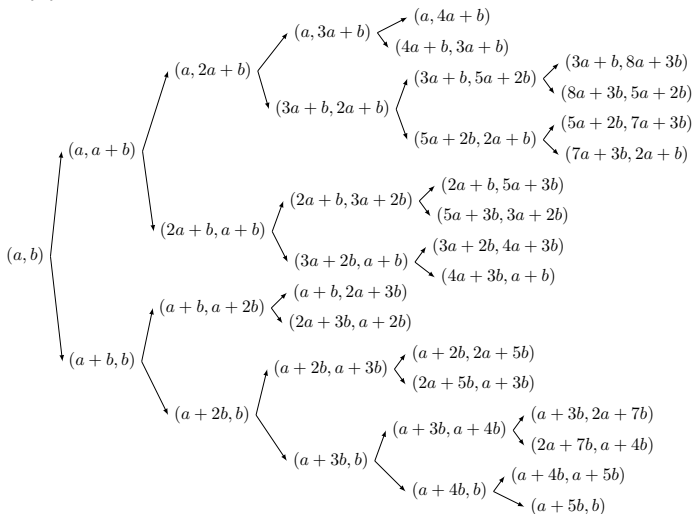 (a, 4a + b)
(a, 3a + b)
(4a + b, 3a + b)
(a, 2a + b)
(3a + b, 8a + 3b)
(3a + b, 5a + 2b)
(8a + 3b, 5a + 2b)
(3a + b, 2a + b)
(5a + 2b, 7a + 3b)
(5a + 2b, 2a + b)
(7a + 3b, 2a + b)
(a, a + b)
(2a + b, 5a + 3b)
(2a + b, 3a + 2b)
(5a + 3b, 3a + 2b)
(2a + b, a + b)
(3a + 2b, 4a + 3b)
(3a + 2b, a + b)
(4a + 3b, a + b)
(a, b)
(a + b, 2a + 3b)
(a + b, a + 2b)
(2a + 3b, a + 2b)
(a + b, b)
(a + 2b, 2a + 5b)
(a + 2b, a + 3b)
(2a + 5b, a + 3b)
(a + 2b, b)
(a + 3b, 2a + 7b)
(a + 3b, a + 4b)
(2a + 7b, a + 4b)
(a + 3b, b)
(a + 4b, a + 5b)
(a + 4b, b)
(a + 5b, b)